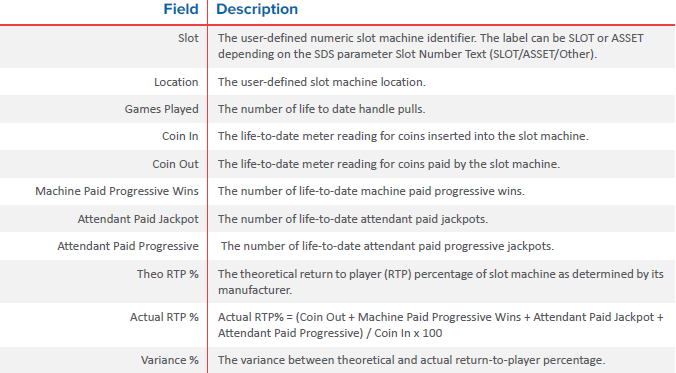 Field Description
Slot The user-defined numeric slot machine identifier. The label can be SLOT or ASSET
depending on the SDS parameter Slot Number Text (SLOT/ASSET/Other).
Location The user-defined slot machine location.
Games Played The number of life to date handle pulls.
Coin In The life-to-date meter reading for coins inserted into the slot machine.
Coin Out The life-to-date meter reading for coins paid by the slot machine.
Machine Paid Progressive Wins The number of life-to-date machine paid progressive wins.
Attendant Paid Jackpot The number of life-to-date attendant paid jackpots.
Attendant Paid Progressive The number of life-to-date attendant paid progressive jackpots.
Theo RTP % The theoretical return to player (RTP) percentage of slot machine as determined by its
manufacturer.
Actual RTP % Actual RTP% = (Coin Out + Machine Paid Progressive Wins + Attendant Paid Jackpot +
Attendant Paid Progressive) / Coin In x 100
Variance % The variance between theoretical and actual return-to-player percentage.